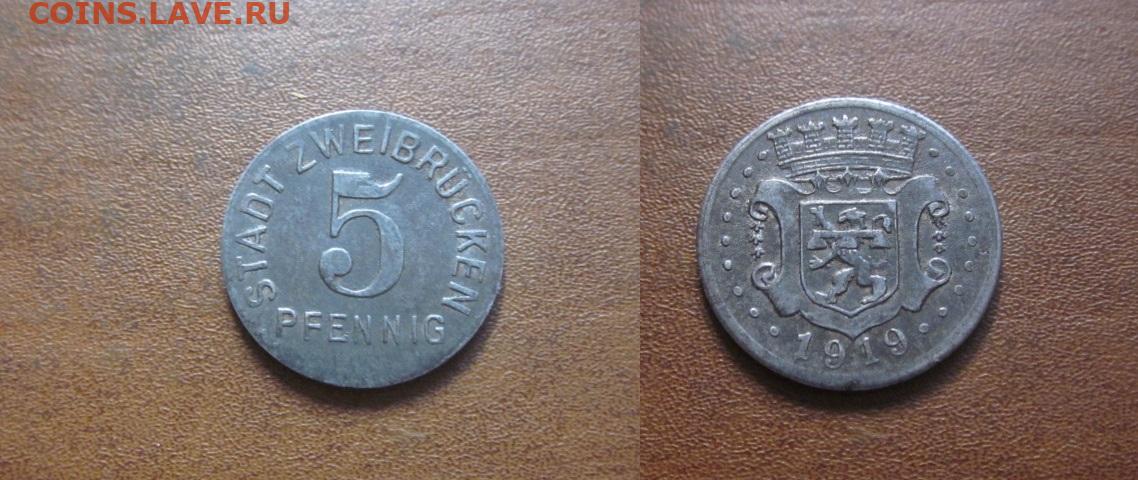 COINS.LAVE.RU
STADT ZWEIBRÜCKEN
5
PFENNIG
1919